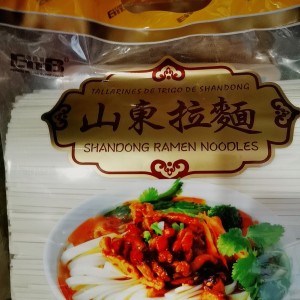 TALLARINES DE TRIGO DE SHANDONG
山東拉麵
SHANDONG RAMEN NOODLES